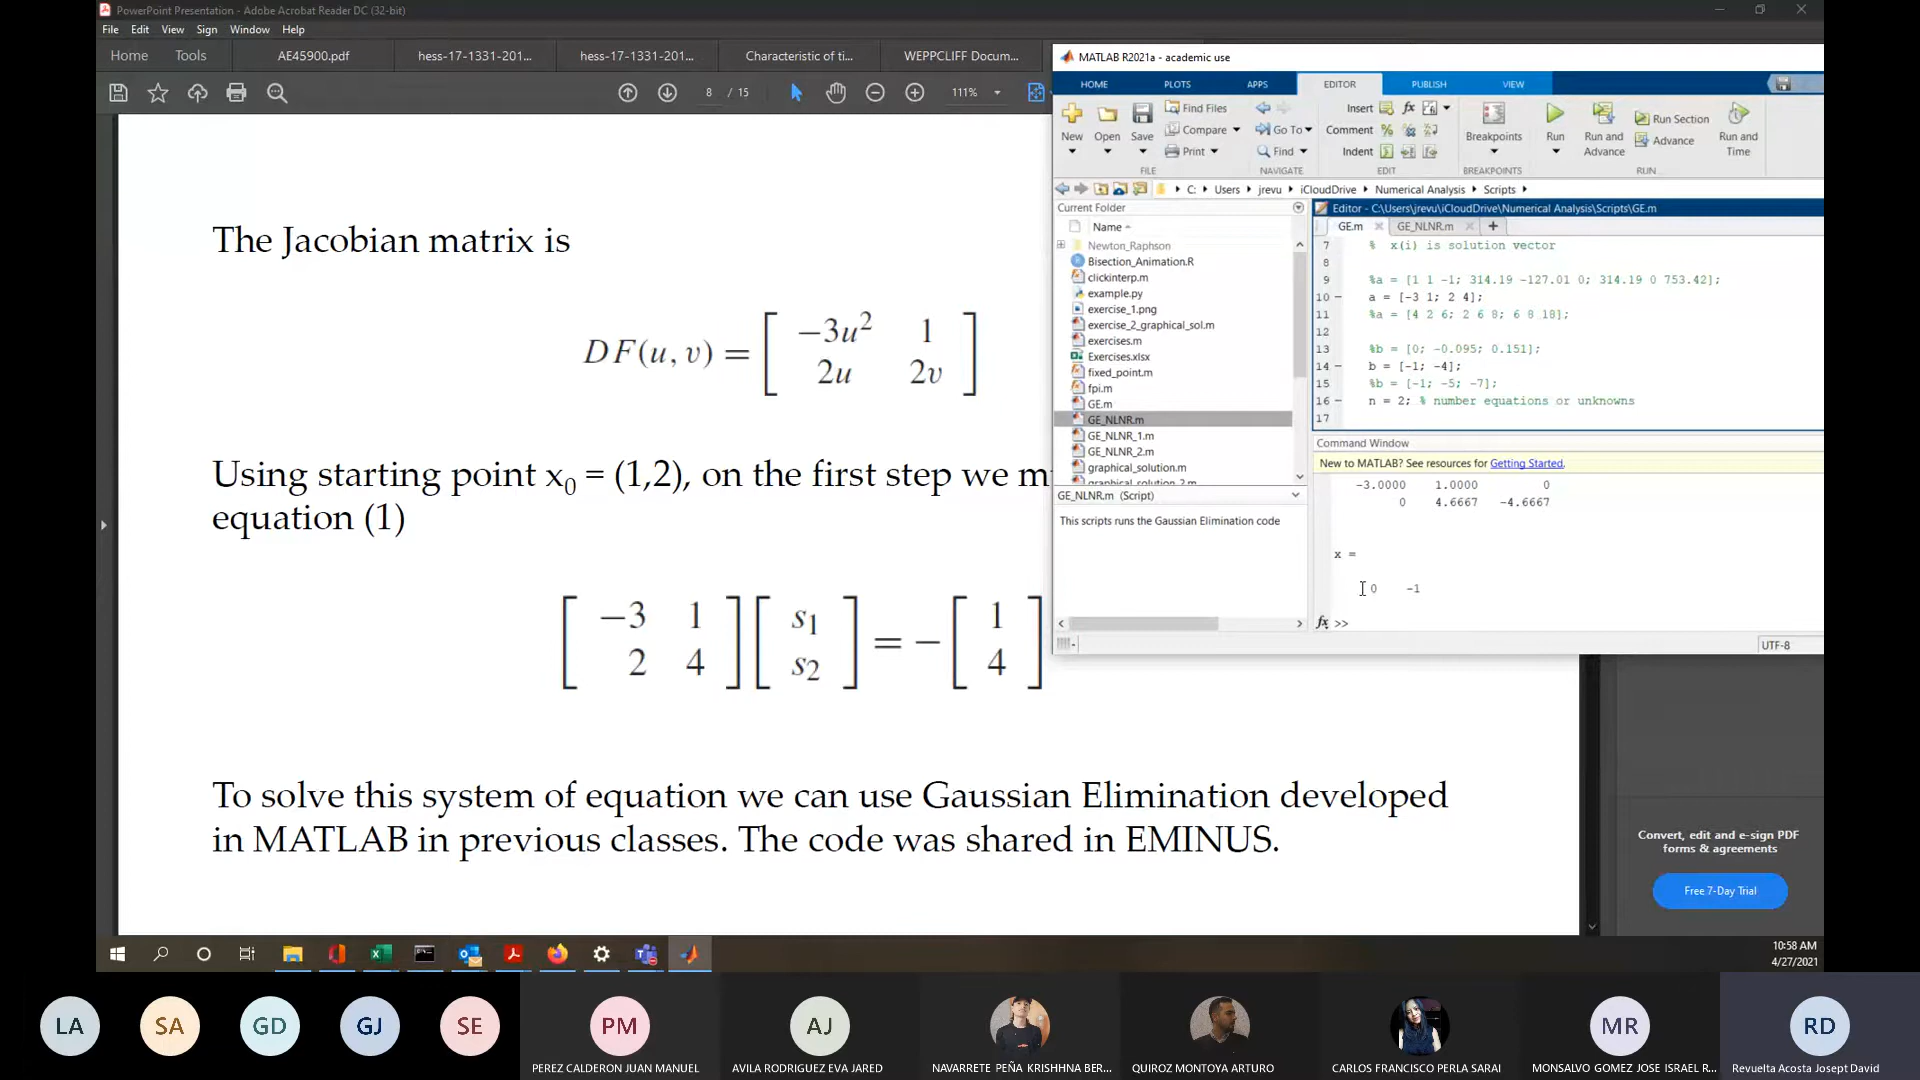 PowerPoint Presentation - Adobe Acrobat Reader DC (32-bit)
File Edit View Sign Window Help
Home Tools AE45900.pdf hess-17-1331-201... hess-17-1331-201... Characteristic of ti... WEPPCLIFF Docum...
8 / 15 111%
The Jacobian matrix is
DF(u, v) = [ −3u² 1
2u 2v ]
Using starting point x₀ = (1,2), on the first step we m
equation (1)
[ −3 1 ] [ s₁ ] = − [ 1 ]
[ 2 4 ] [ s₂ ] [ 4 ]
To solve this system of equation we can use Gaussian Elimination developed
in MATLAB in previous classes. The code was shared in EMINUS.
MATLAB R2021a - academic use
HOME PLOTS APPS EDITOR PUBLISH VIEW
New Open Save
Find Files
Compare
Print
FILE
Go To
Find
NAVIGATE
Insert fx
Comment %
Indent
EDIT
Breakpoints
BREAKPOINTS
Run
Run and
Advance
Run Section
Advance
Run and
Time
RUN
C: Users jrevu iCloudDrive Numerical Analysis Scripts
Current Folder
Name
Newton_Raphson
Bisection_Animation.R
clickinterp.m
example.py
exercise_1.png
exercise_2_graphical_sol.m
exercises.m
Exercises.xlsx
fixed_point.m
fpi.m
GE.m
GE_NLNR.m
GE_NLNR_1.m
GE_NLNR_2.m
graphical_solution.m
graphical_solution_2.m
GE_NLNR.m (Script)
This scripts runs the Gaussian Elimination code
Editor - C:\Users\jrevu\iCloudDrive\Numerical Analysis\Scripts\GE.m
GE.m GE_NLNR.m +
7 % x(i) is solution vector
8
9 %a = [1 1 -1; 314.19 -127.01 0; 314.19 0 753.42];
10 – a = [-3 1; 2 4];
11 %a = [4 2 6; 2 6 8; 6 8 18];
12
13 %b = [0; -0.095; 0.151];
14 – b = [-1; -4];
15 %b = [-1; -5; -7];
16 – n = 2; % number equations or unknowns
17
Command Window
New to MATLAB? See resources for Getting Started.
-3.0000 1.0000 0
0 4.6667 -4.6667
x =
0 -1
fx >>
UTF-8
Convert, edit and e-sign PDF
forms & agreements
Free 7-Day Trial
10:58 AM
4/27/2021
LA SA GD GJ SE PM AJ MR RD
PEREZ CALDERON JUAN MANUEL
AVILA RODRIGUEZ EVA JARED
NAVARRETE PEÑA KRISHHNA BER...
QUIROZ MONTOYA ARTURO
CARLOS FRANCISCO PERLA SARAI
MONSALVO GOMEZ JOSE ISRAEL R...
Revuelta Acosta Josept David